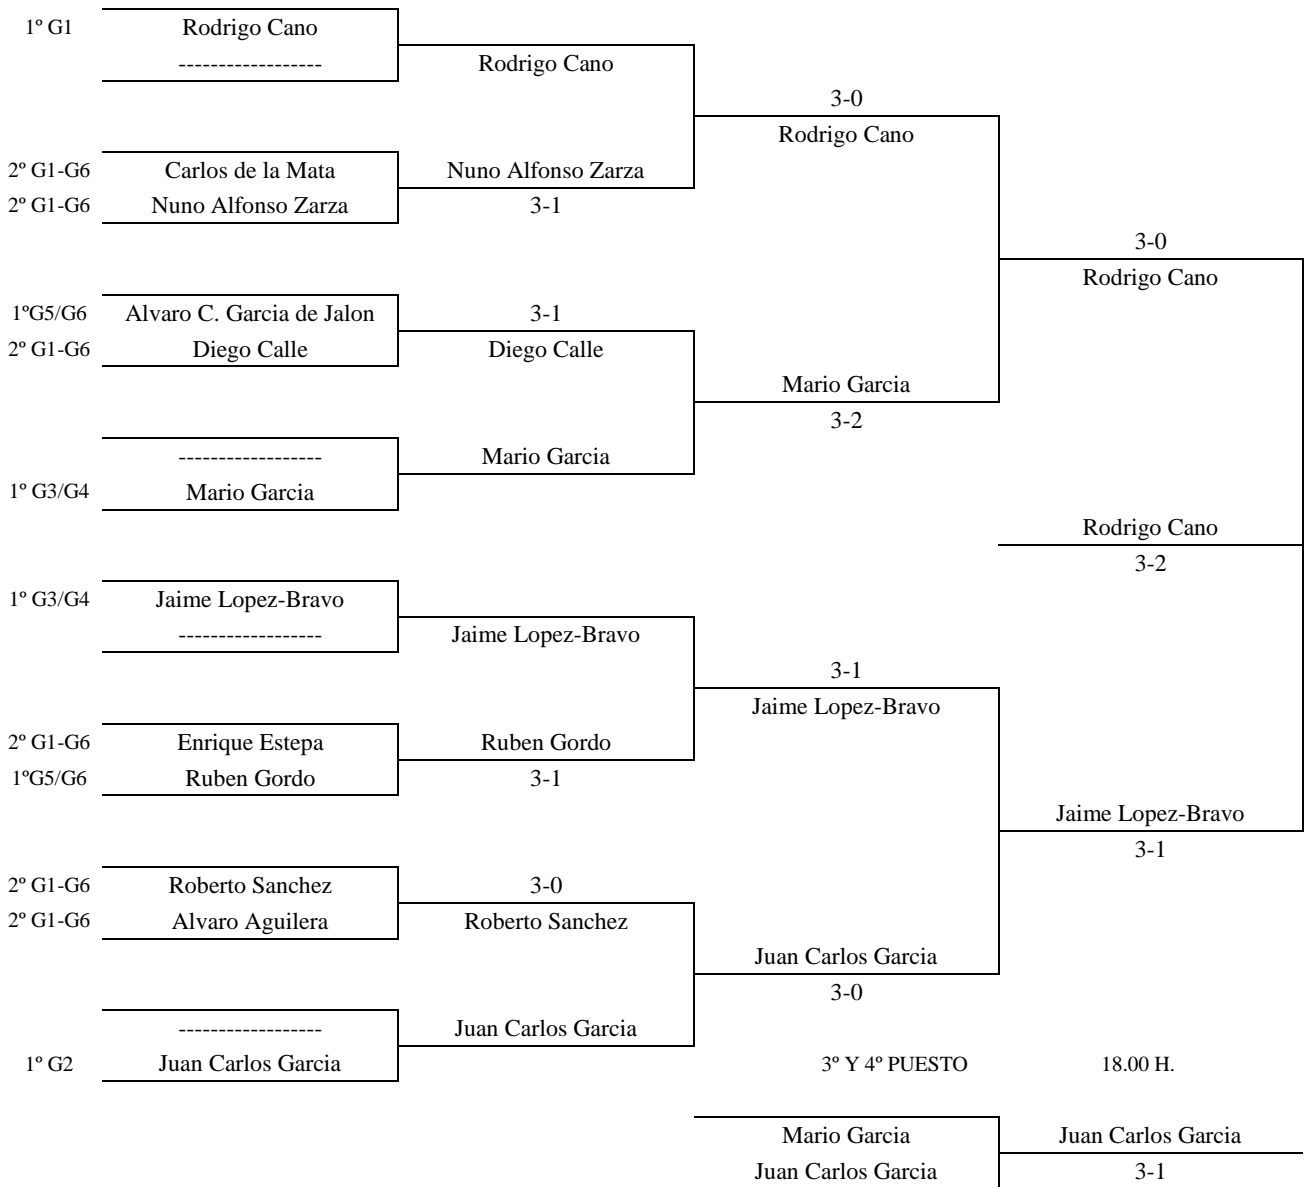 1º G1 Rodrigo Cano
------------------ Rodrigo Cano
3-0
Rodrigo Cano
2º G1-G6 Carlos de la Mata Nuno Alfonso Zarza
2º G1-G6 Nuno Alfonso Zarza 3-1
3-0
Rodrigo Cano
1ºG5/G6 Alvaro C. Garcia de Jalon 3-1
2º G1-G6 Diego Calle Diego Calle
Mario Garcia
3-2
------------------ Mario Garcia
1º G3/G4 Mario Garcia
Rodrigo Cano
3-2
1º G3/G4 Jaime Lopez-Bravo
------------------ Jaime Lopez-Bravo
3-1
Jaime Lopez-Bravo
2º G1-G6 Enrique Estepa Ruben Gordo
1ºG5/G6 Ruben Gordo 3-1
Jaime Lopez-Bravo
3-1
2º G1-G6 Roberto Sanchez 3-0
2º G1-G6 Alvaro Aguilera Roberto Sanchez
Juan Carlos Garcia
3-0
------------------ Juan Carlos Garcia
1º G2 Juan Carlos Garcia 3º Y 4º PUESTO 18.00 H.
Mario Garcia Juan Carlos Garcia
Juan Carlos Garcia 3-1